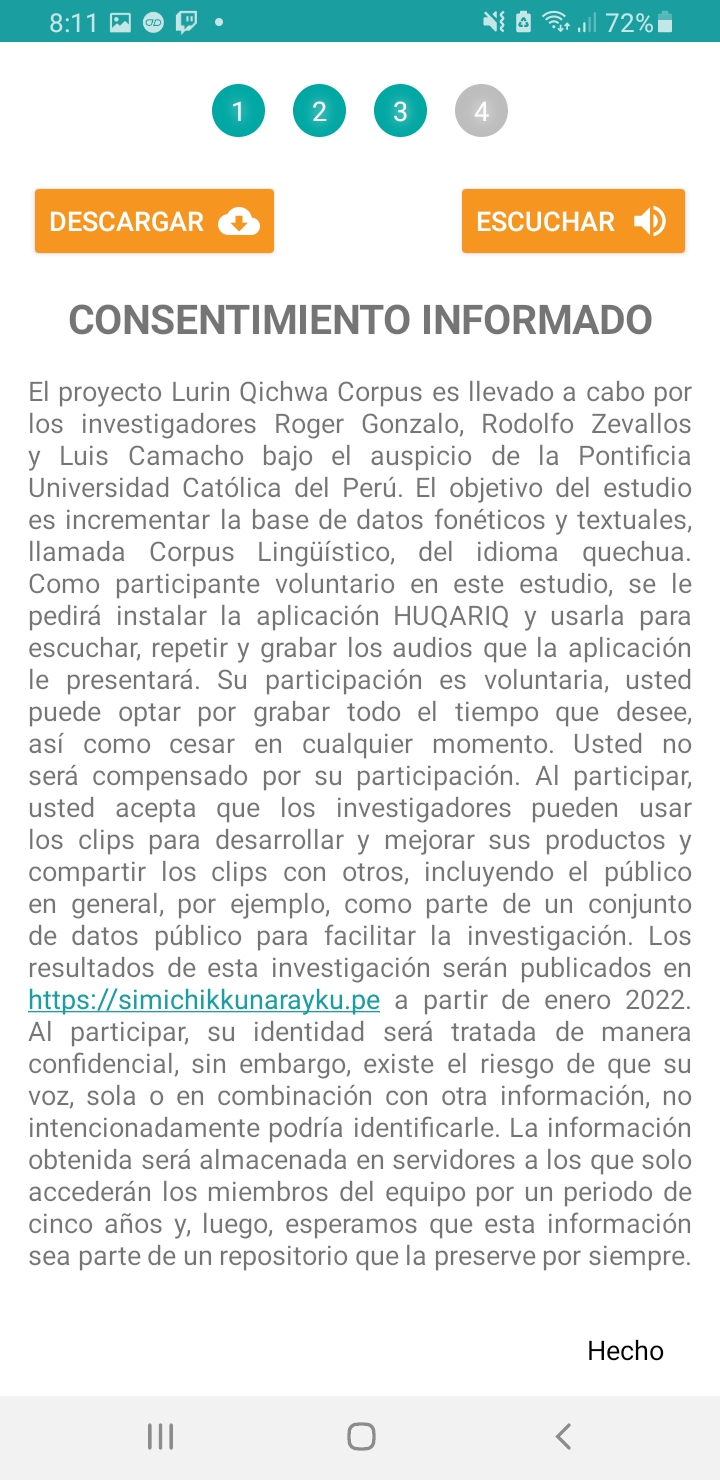 8:11
72%
1 2 3 4
DESCARGAR
ESCUCHAR
CONSENTIMIENTO INFORMADO
El proyecto Lurin Qichwa Corpus es llevado a cabo por
los investigadores Roger Gonzalo, Rodolfo Zevallos
y Luis Camacho bajo el auspicio de la Pontificia
Universidad Católica del Perú. El objetivo del estudio
es incrementar la base de datos fonéticos y textuales,
llamada Corpus Lingüístico, del idioma quechua.
Como participante voluntario en este estudio, se le
pedirá instalar la aplicación HUQARIQ y usarla para
escuchar, repetir y grabar los audios que la aplicación
le presentará. Su participación es voluntaria, usted
puede optar por grabar todo el tiempo que desee,
así como cesar en cualquier momento. Usted no
será compensado por su participación. Al participar,
usted acepta que los investigadores pueden usar
los clips para desarrollar y mejorar sus productos y
compartir los clips con otros, incluyendo el público
en general, por ejemplo, como parte de un conjunto
de datos público para facilitar la investigación. Los
resultados de esta investigación serán publicados en
https://simichikkunarayku.pe a partir de enero 2022.
Al participar, su identidad será tratada de manera
confidencial, sin embargo, existe el riesgo de que su
voz, sola o en combinación con otra información, no
intencionadamente podría identificarle. La información
obtenida será almacenada en servidores a los que solo
accederán los miembros del equipo por un periodo de
cinco años y, luego, esperamos que esta información
sea parte de un repositorio que la preserve por siempre.
Hecho